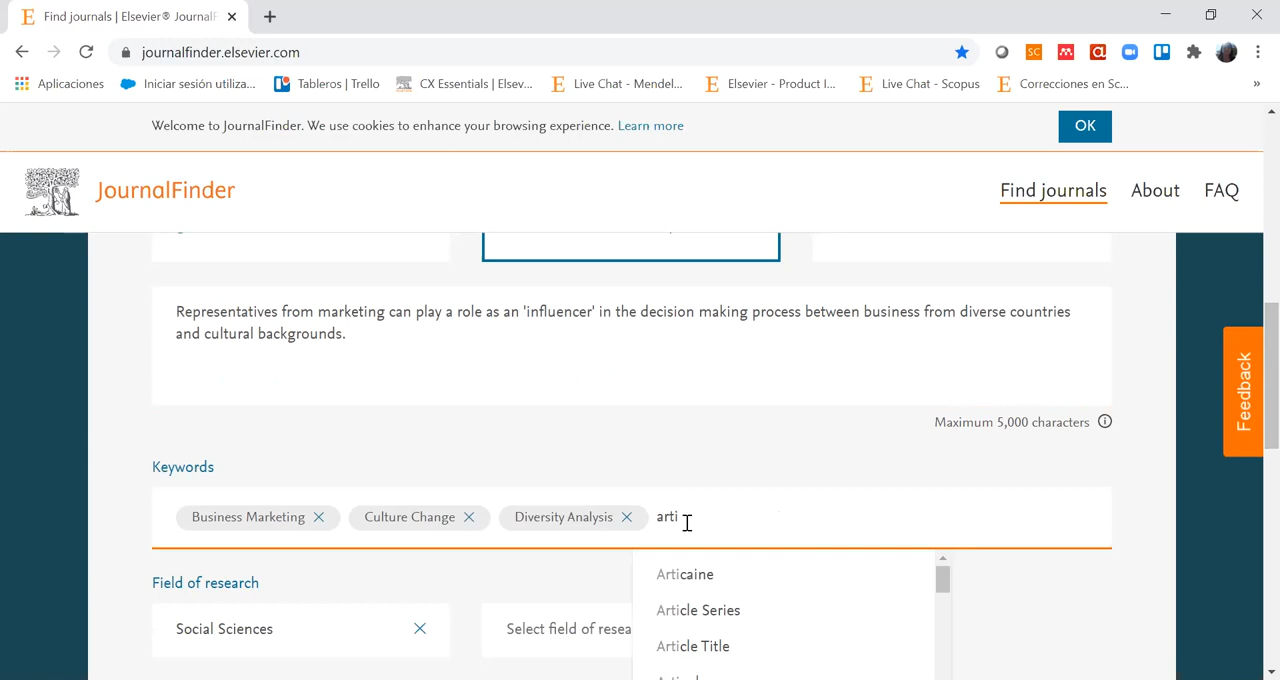 Find journals | Elsevier® Journal
journalfinder.elsevier.com
Aplicaciones
Iniciar sesión utiliza...
Tableros | Trello
CX Essentials | Elsev...
Live Chat - Mendel...
Elsevier - Product I...
Live Chat - Scopus
Correcciones en Sc...
»
Welcome to JournalFinder. We use cookies to enhance your browsing experience. Learn more
OK
JournalFinder
Find journals
About
FAQ
Representatives from marketing can play a role as an 'influencer' in the decision making process between business from diverse countries
and cultural backgrounds.
Maximum 5,000 characters
Feedback
Keywords
Business Marketing
Culture Change
Diversity Analysis
arti
Articaine
Article Series
Article Title
Field of research
Social Sciences
Select field of resea